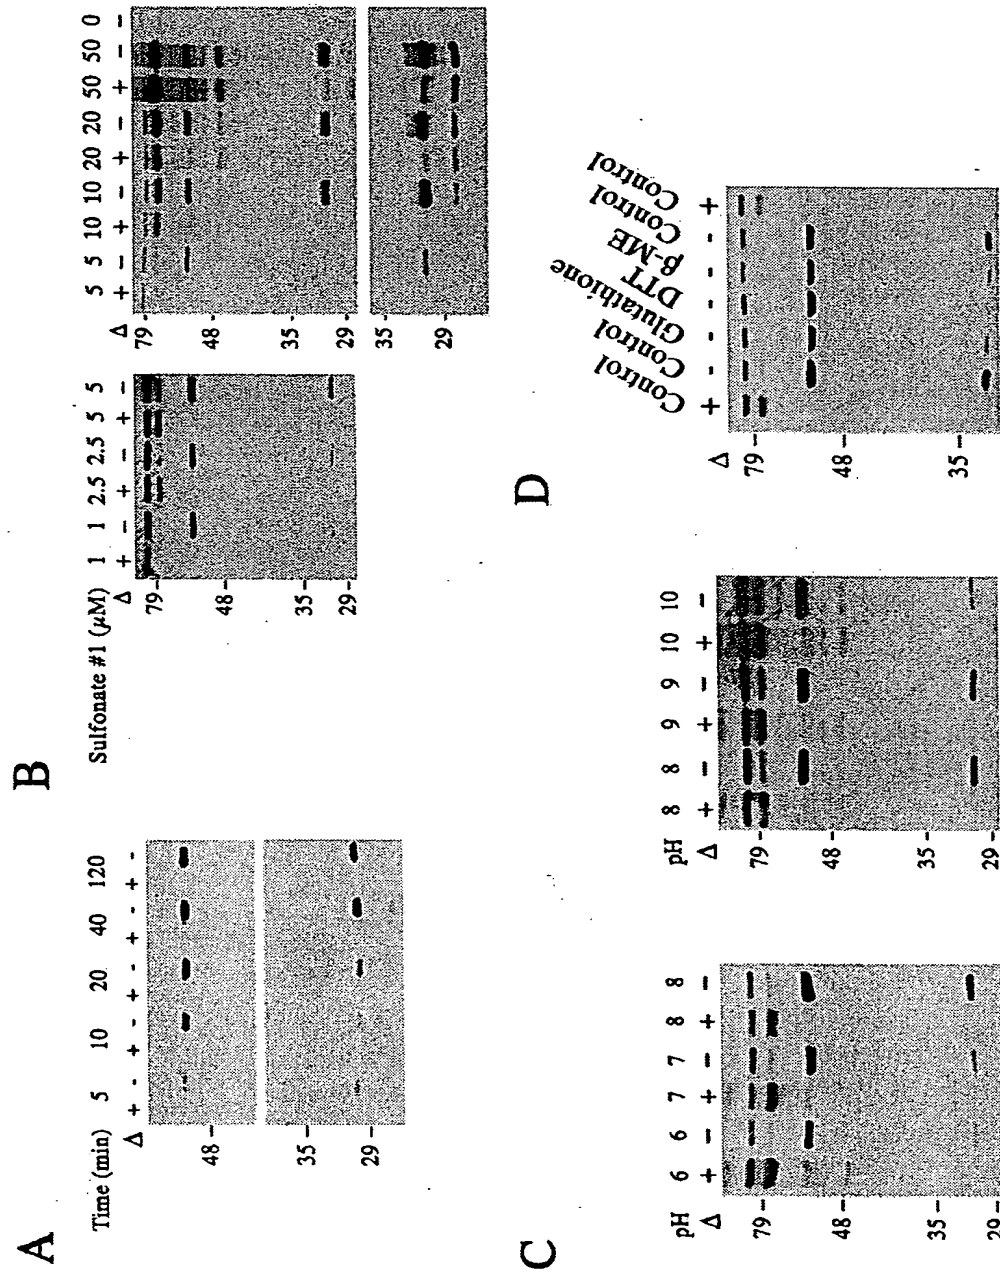 A
Time (min) 5 10 20 40 120
Δ + - + - + - + - + -
48 -
35 -
29 -
B
Sulfonate #1 (μM) 1 1 2.5 2.5 5 5
Δ + - + - + -
79 -
48 -
35 -
29 -
5 5 10 10 20 20 50 50 0
Δ + - + - + - + - -
79 -
48 -
35 -
29 -
35 -
29 -
C
pH 6 6 7 7 8 8
Δ + - + - + -
79 -
48 -
35 -
29 -
pH 8 8 9 9 10 10
Δ + - + - + -
79 -
48 -
35 -
29 -
D
Control Control Glutathione DTT β-ME Control Control
Δ + - - - - - +
79 -
48 -
35 -